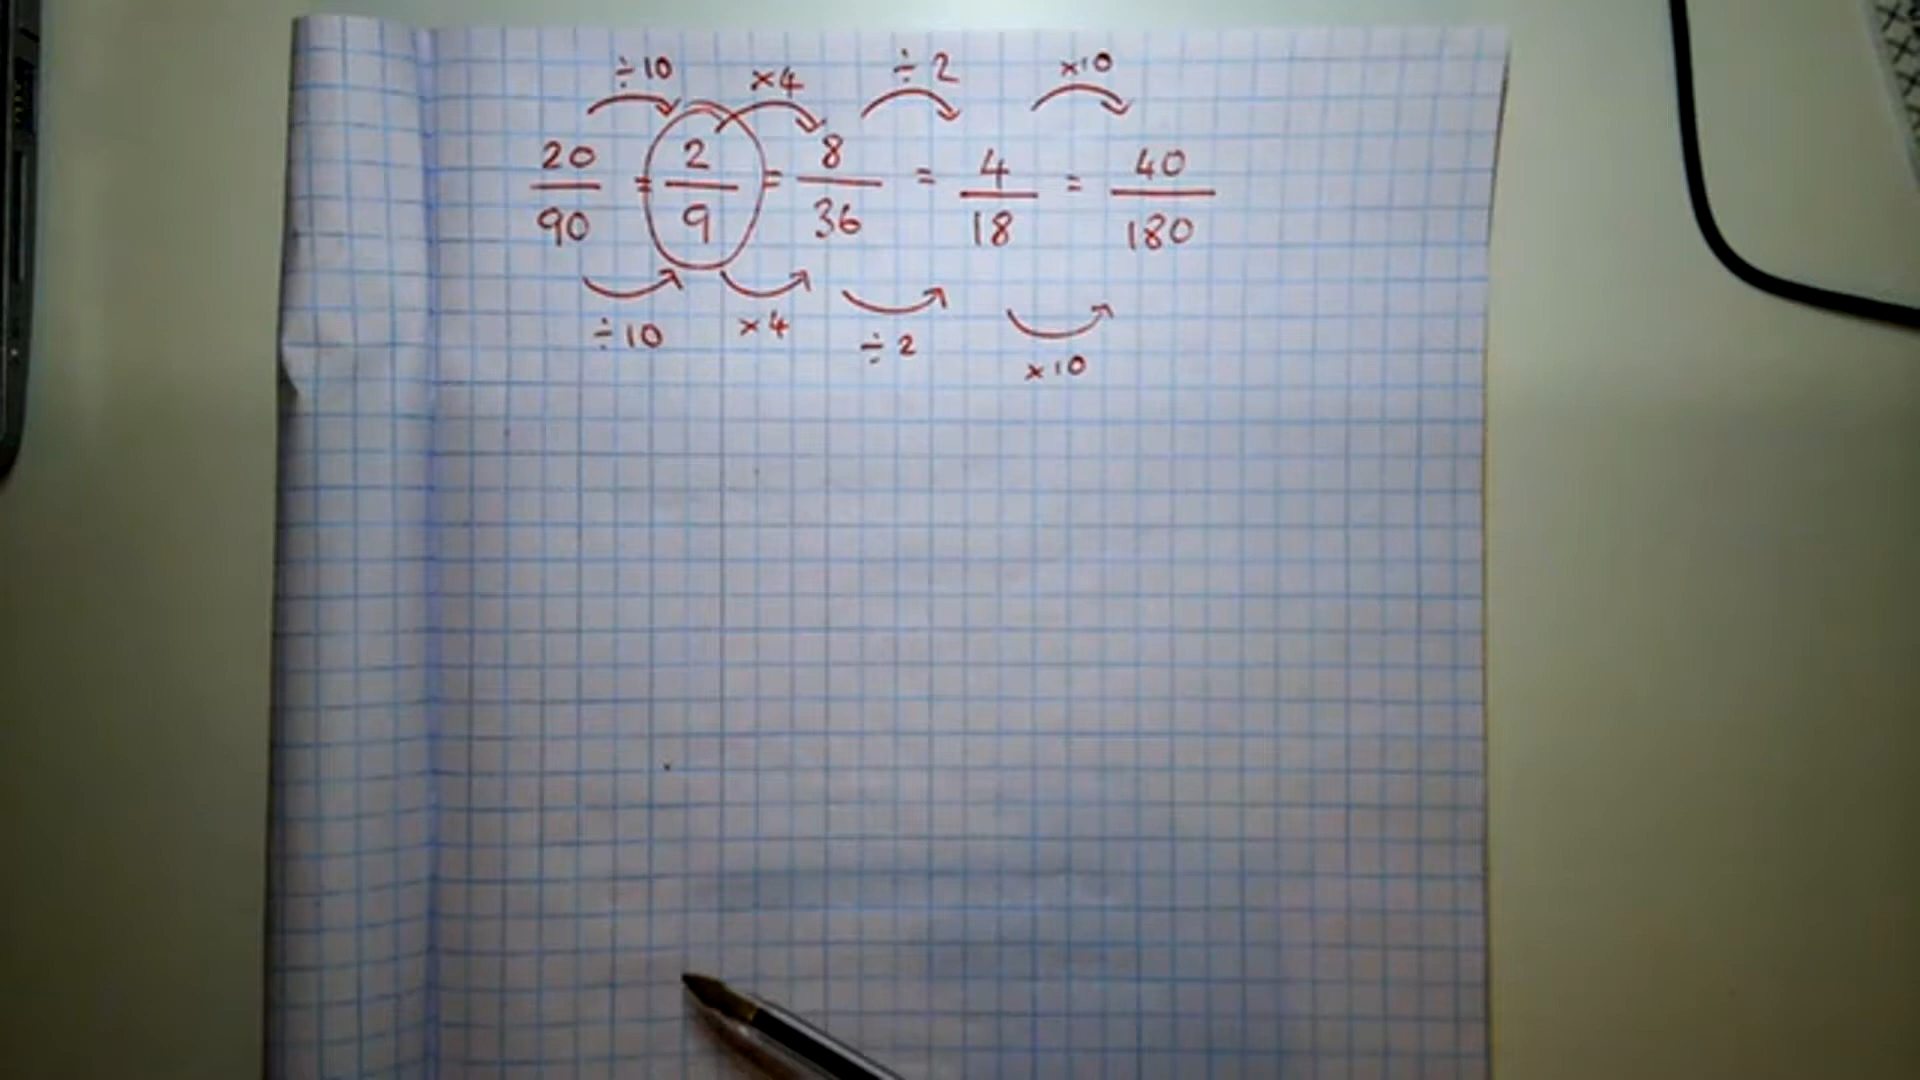 ÷10 ×4 ÷2 ×10
20 2 8 4 40
— = — = — = — = —
90 9 36 18 180
÷10 ×4 ÷2 ×10